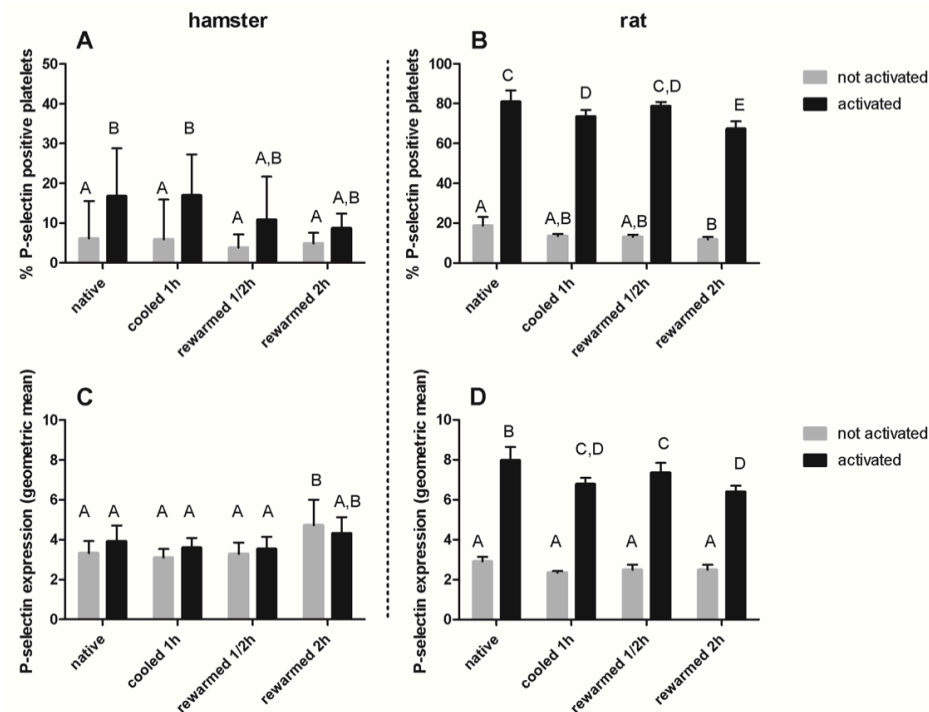 hamster
rat
A
% P-selectin positive platelets
50
40
30
20
10
0
A
B
A
B
A
A,B
A
A,B
native
cooled 1h
rewarmed 1/2h
rewarmed 2h
B
% P-selectin positive platelets
100
80
60
40
20
0
A
C
A,B
D
A,B
C,D
B
E
native
cooled 1h
rewarmed 1/2h
rewarmed 2h
not activated
activated
C
P-selectin expression (geometric mean)
10
8
6
4
2
0
A
A
A
A
A
A
B
A,B
native
cooled 1h
rewarmed 1/2h
rewarmed 2h
D
P-selectin expression (geometric mean)
10
8
6
4
2
0
A
B
A
C,D
A
C
A
D
native
cooled 1h
rewarmed 1/2h
rewarmed 2h
not activated
activated